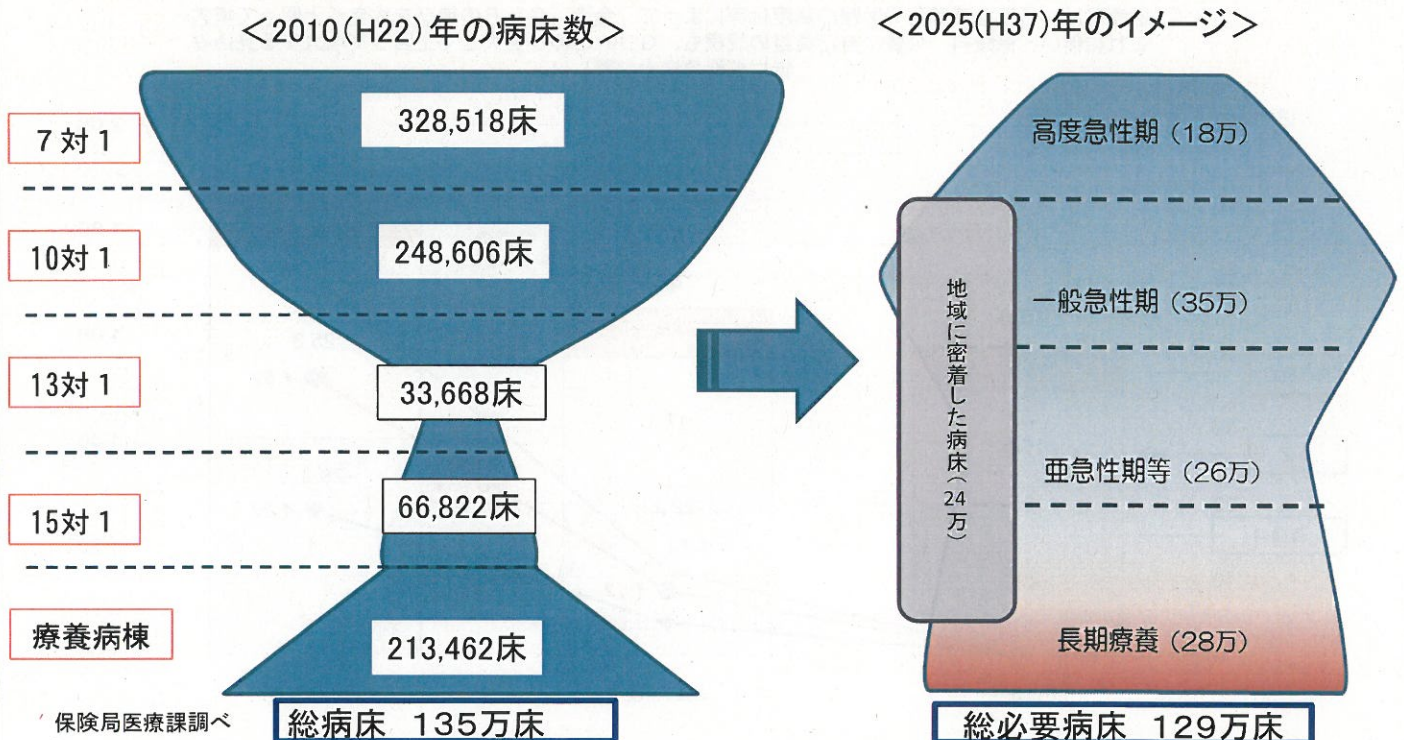 <2010(H22)年の病床数>
7対1
328,518床
10対1
248,606床
13対1
33,668床
15対1
66,822床
療養病棟
213,462床
保険局医療課調べ
総病床 135万床
<2025(H37)年のイメージ>
高度急性期(18万)
地域に密着した病床(24万)
一般急性期(35万)
亜急性期等(26万)
長期療養(28万)
総必要病床 129万床